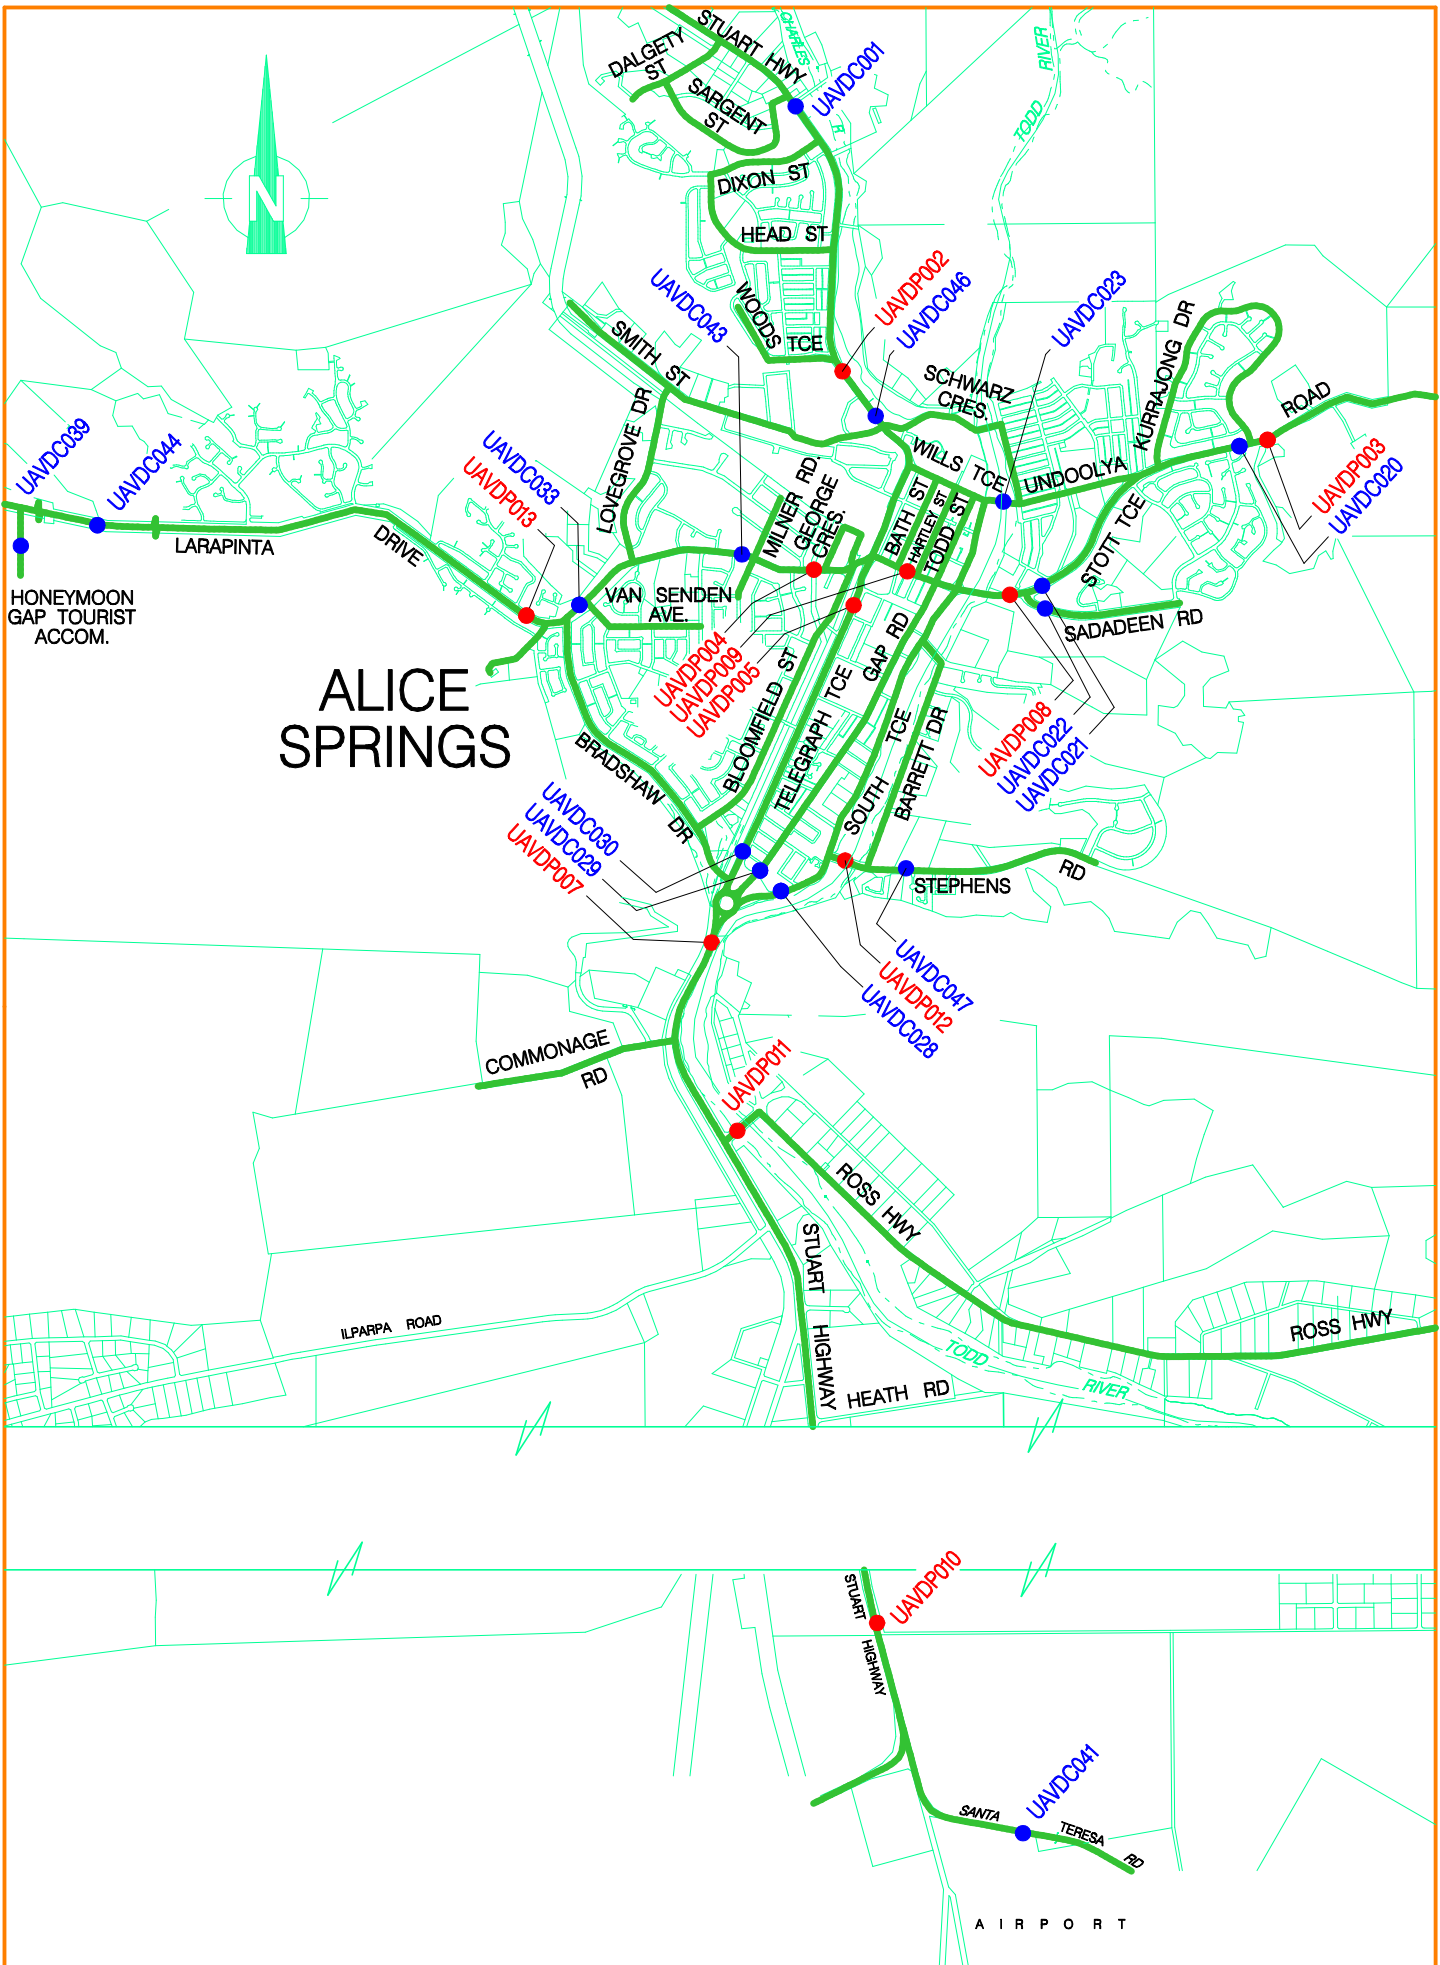 STUART HWY
CHARLES
DALGETY
ST
UAVDC001
RIVER
TODD
SARGENT
ST
DIXON ST
N
HEAD ST
UAVDP002
UAVDC046
UAVDC023
UAVDC043
WOODS
TCE
SMITH ST
SCHWARZ
CRES.
KURRAJONG DR
ROAD
LOVEGROVE DR
UAVDC039
UAVDC044
UAVDC033
UAVDP013
WILLS TCE
UNDOOLYA
UAVDP003
UAVDC020
MILNER RD.
GEORGE
CRES.
BATH ST
HARTLEY ST
TODD ST
STOTT TCE
LARAPINTA
DRIVE
HONEYMOON
GAP TOURIST
ACCOM.
VAN SENDEN
AVE.
SADADEEN RD
UAVDP004
UAVDP009
UAVDP005
GAP RD
ALICE
SPRINGS
BLOOMFIELD ST
TELEGRAPH TCE
SOUTH TCE
BARRETT DR
UAVDP008
UAVDC022
UAVDC021
BRADSHAW DR
UAVDC030
UAVDC029
UAVDP007
STEPHENS
RD
UAVDC047
UAVDP012
UAVDC028
COMMONAGE
RD
UAVDP011
ROSS HWY
STUART HIGHWAY
ILPARPA ROAD
ROSS HWY
TODD
RIVER
HEATH RD
UAVDP010
STUART
HIGHWAY
UAVDC041
SANTA
TERESA
RD
AIRPORT